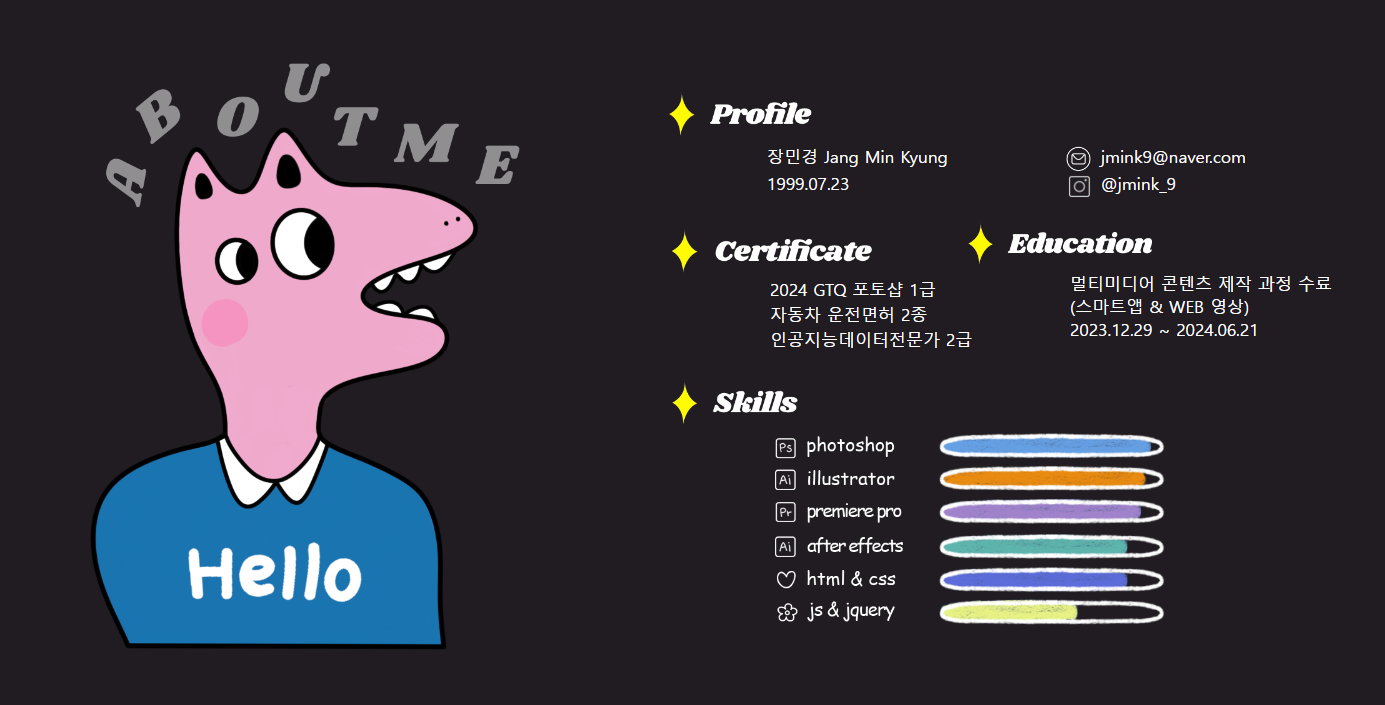 ABOUT ME
Profile
장민경 Jang Min Kyung
1999.07.23
jmink9@naver.com
@jmink_9
Certificate
2024 GTQ 포토샵 1급
자동차 운전면허 2종
인공지능데이터전문가 2급
Education
멀티미디어 콘텐츠 제작 과정 수료
(스마트앱 & WEB 영상)
2023.12.29 ~ 2024.06.21
Skills
Ps photoshop
Ai illustrator
Pr premiere pro
Ai after effects
html & css
js & jquery
Hello